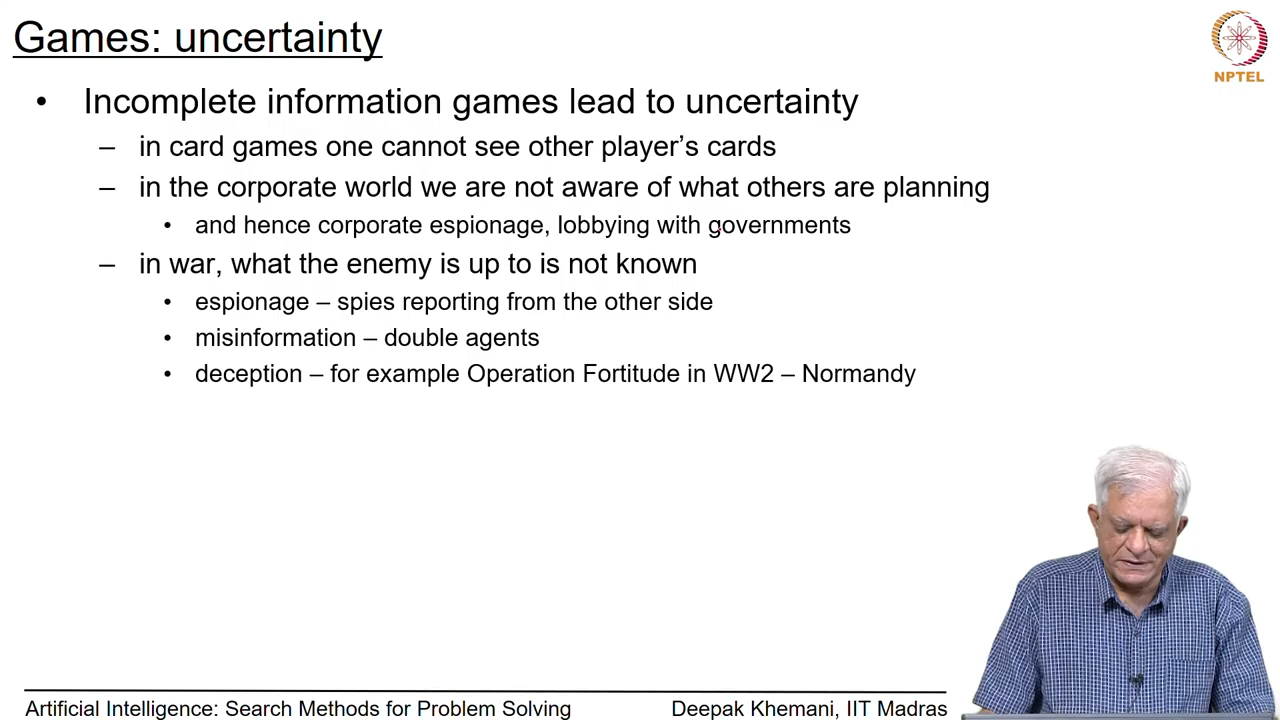 Games: uncertainty
NPTEL
• Incomplete information games lead to uncertainty
– in card games one cannot see other player's cards
– in the corporate world we are not aware of what others are planning
• and hence corporate espionage, lobbying with governments
– in war, what the enemy is up to is not known
• espionage – spies reporting from the other side
• misinformation – double agents
• deception – for example Operation Fortitude in WW2 – Normandy
Artificial Intelligence: Search Methods for Problem Solving
Deepak Khemani, IIT Madras